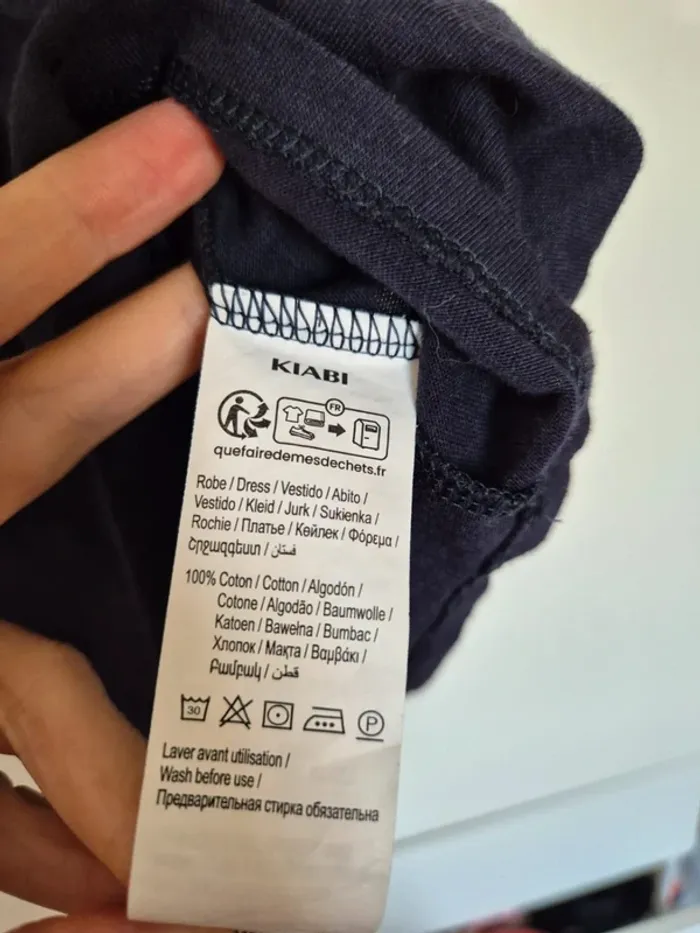 KIABI
FR
quefairedemesdechets.fr
Robe / Dress / Vestido / Abito /
Vestido / Kleid / Jurk / Sukienka /
Rochie / Платье / Көйлек / Φόρεμα /
Հրջազգեստ / فستان
100% Coton / Cotton / Algodón /
Cotone / Algodão / Baumwolle /
Katoen / Bawełna / Bumbac /
Хлопок / Мақта / Βαμβάκι /
Բամբակ / قطن
30
P
Laver avant utilisation /
Wash before use /
Предварительная стирка обязательна